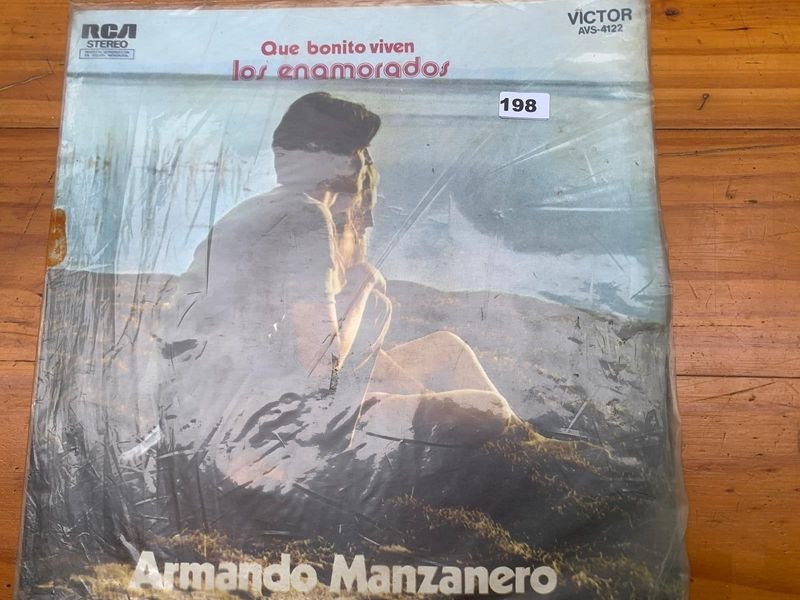 RCA
STEREO
VICTOR
AVS-4122
Que bonito viven
los enamorados
198
Armando Manzanero